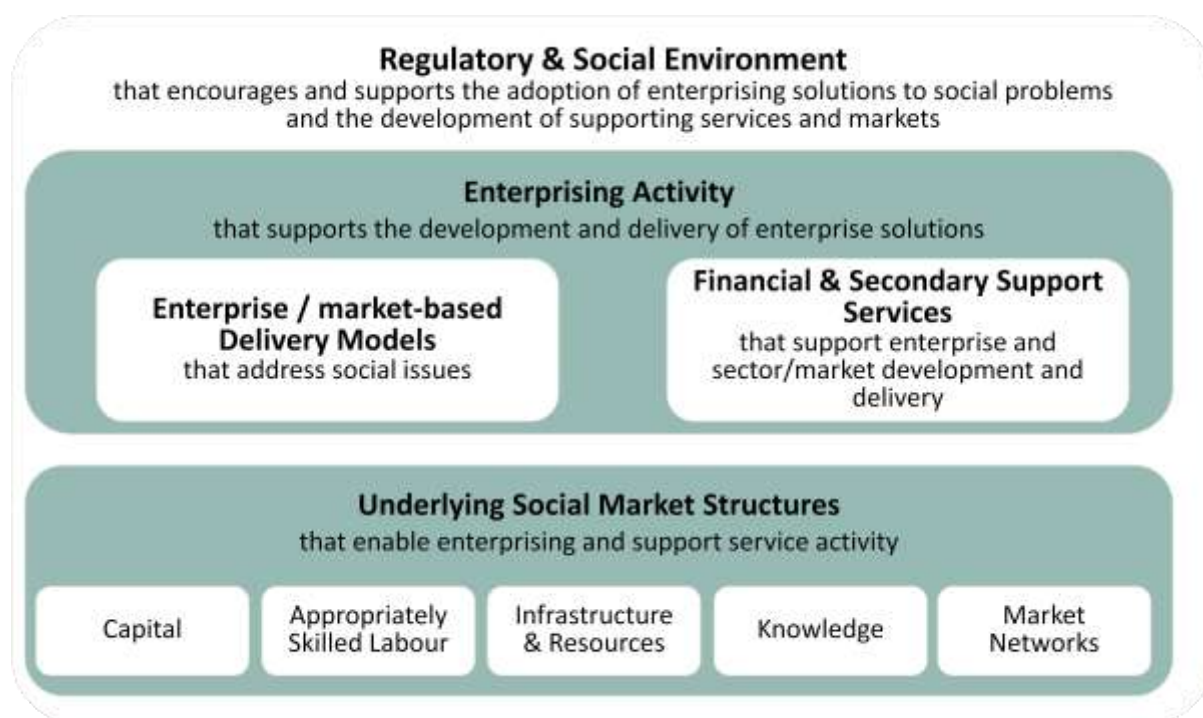 Regulatory & Social Environment
that encourages and supports the adoption of enterprising solutions to social problems
and the development of supporting services and markets
Enterprising Activity
that supports the development and delivery of enterprise solutions
Enterprise / market-based
Delivery Models
that address social issues
Financial & Secondary Support
Services
that support enterprise and
sector/market development and
delivery
Underlying Social Market Structures
that enable enterprising and support service activity
Capital
Appropriately
Skilled Labour
Infrastructure
& Resources
Knowledge
Market
Networks